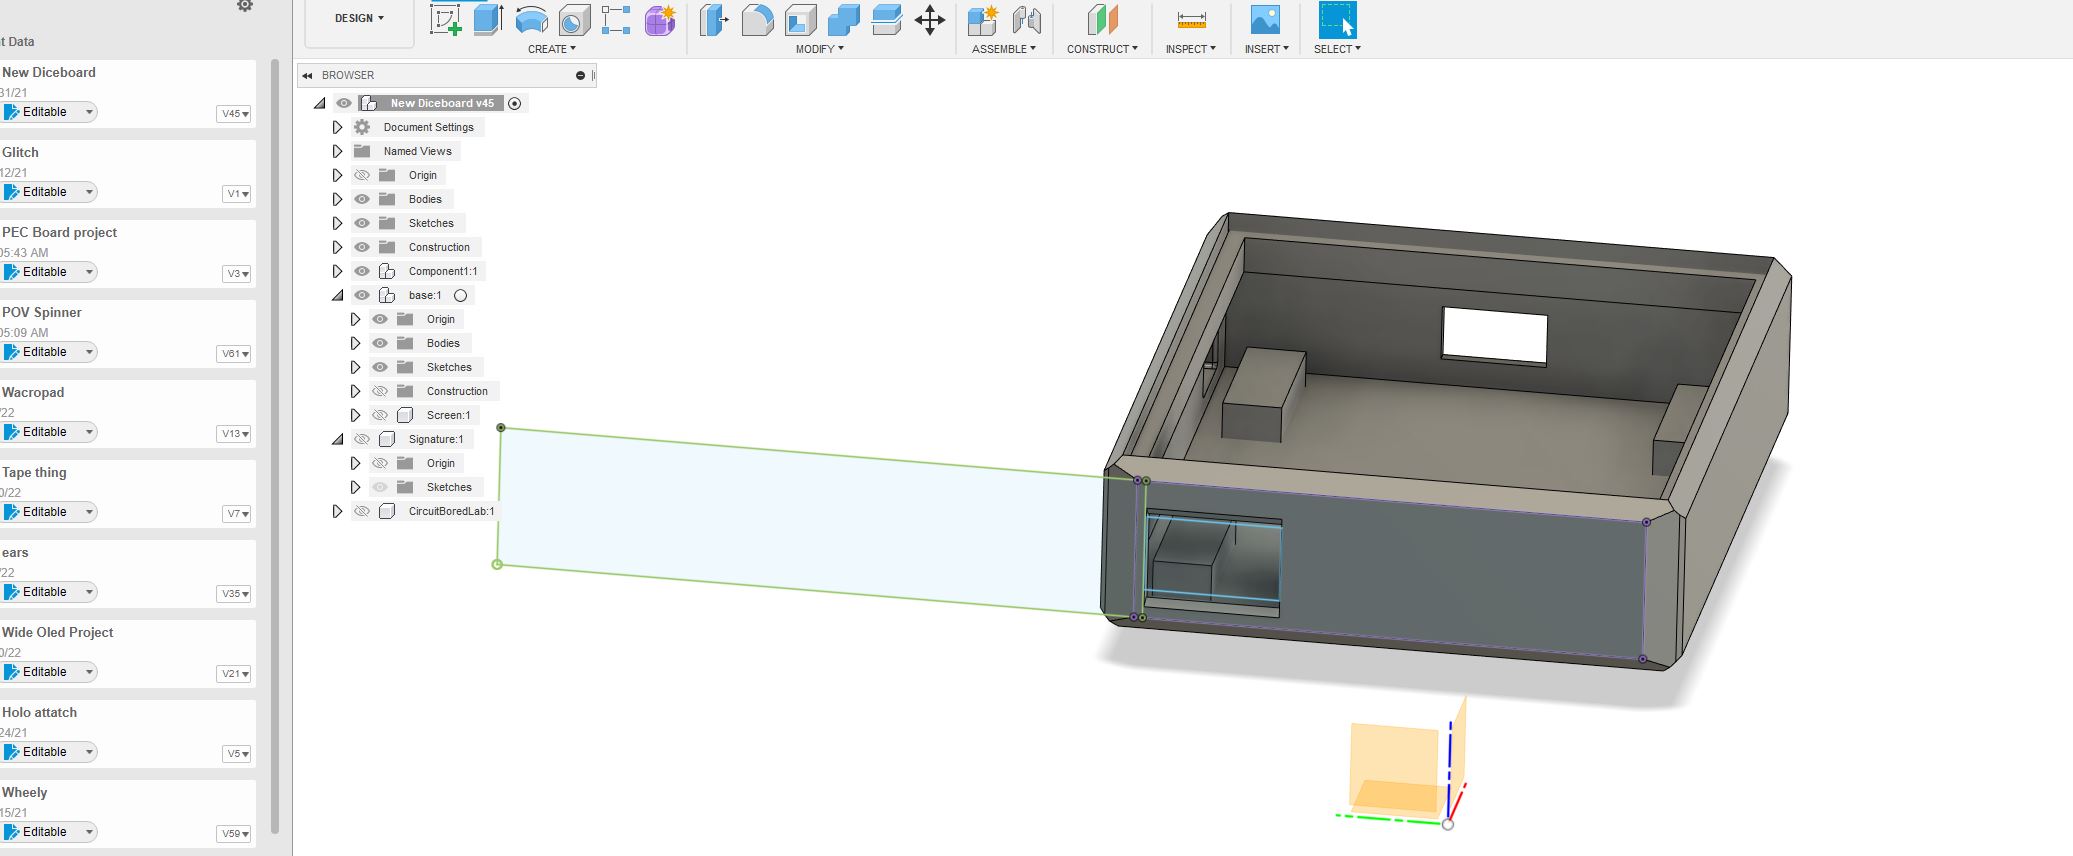 DESIGN
CREATE
MODIFY
ASSEMBLE
CONSTRUCT
INSPECT
INSERT
SELECT
t Data
New Diceboard
31/21
Editable
V45
Glitch
12/21
Editable
V1
PEC Board project
05:43 AM
Editable
V3
POV Spinner
05:09 AM
Editable
V61
Wacropad
/22
Editable
V13
Tape thing
0/22
Editable
V7
ears
/22
Editable
V35
Wide Oled Project
0/22
Editable
V21
Holo attatch
24/21
Editable
V5
Wheely
15/21
Editable
V59
BROWSER
New Diceboard v45
Document Settings
Named Views
Origin
Bodies
Sketches
Construction
Component1:1
base:1
Origin
Bodies
Sketches
Construction
Screen:1
Signature:1
Origin
Sketches
CircuitBoredLab:1